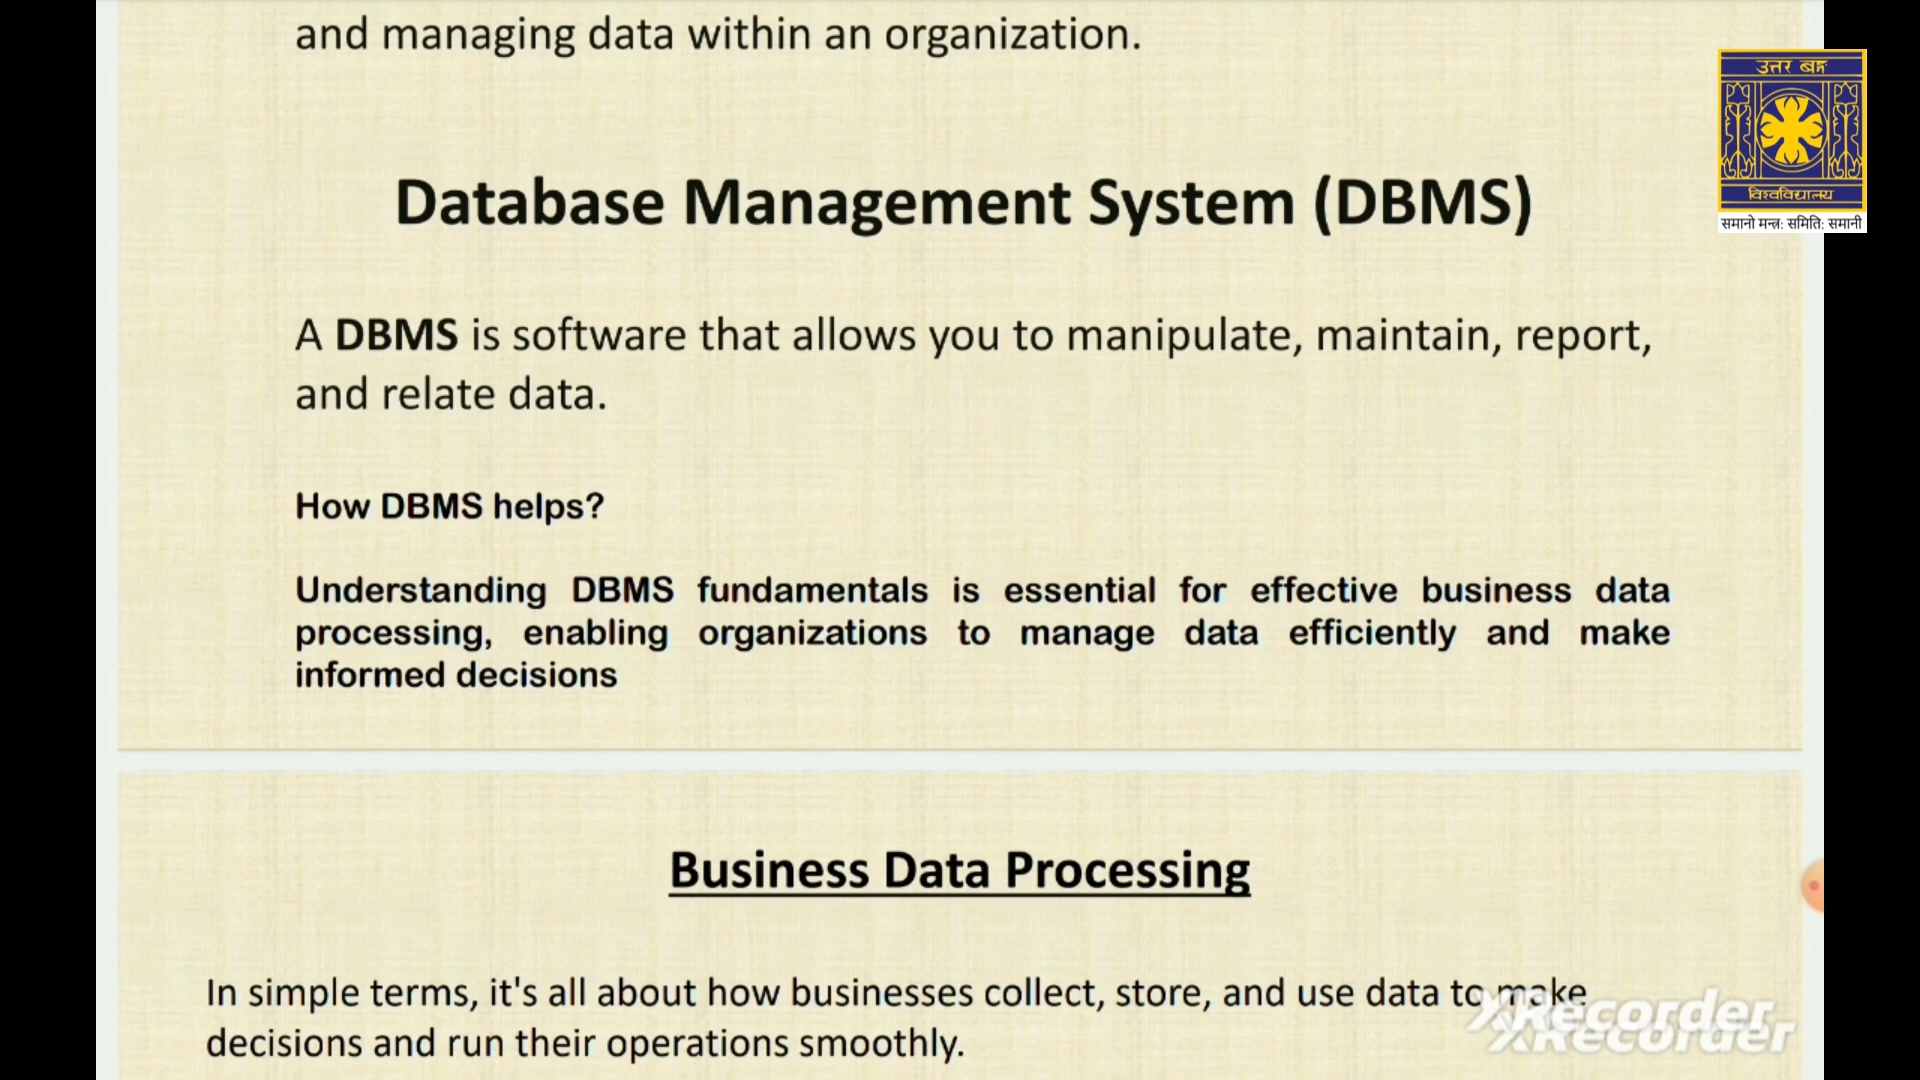 and managing data within an organization.
उत्तर बङ्ग
विश्वविद्यालय
समानो मन्त्र: समिति: समानी
Database Management System (DBMS)
A DBMS is software that allows you to manipulate, maintain, report,
and relate data.
How DBMS helps?
Understanding DBMS fundamentals is essential for effective business data
processing, enabling organizations to manage data efficiently and make
informed decisions
Business Data Processing
In simple terms, it's all about how businesses collect, store, and use data to make
decisions and run their operations smoothly.
XRecorder
XRecorder